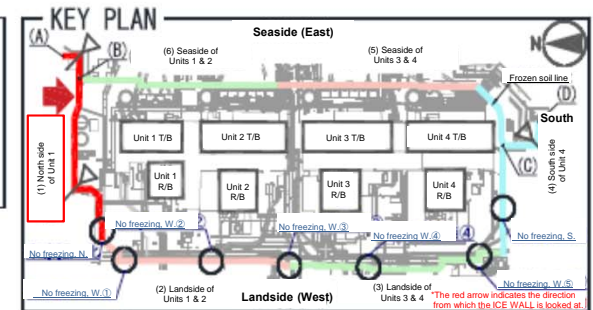 KEY PLAN
(A)
(B)
Seaside (East)
N
(6) Seaside of
Units 1 & 2
(5) Seaside of
Units 3 & 4
Frozen soil line
(D)
South
(1) North side
of Unit 1
Unit 1 T/B
Unit 2 T/B
Unit 3 T/B
Unit 4 T/B
(C)
(4) South side
of Unit 4
Unit 1
R/B
Unit 2
R/B
Unit 3
R/B
Unit 4
R/B
No freezing, W.②
No freezing, W.③
No freezing, W.④
④
No freezing, S.
No freezing, N.
No freezing, W.①
No freezing, W.⑤
(2) Landside of
Units 1 & 2
Landside (West)
(3) Landside of
Units 3 & 4
*The red arrow indicates the direction
from which the ICE WALL is looked at.